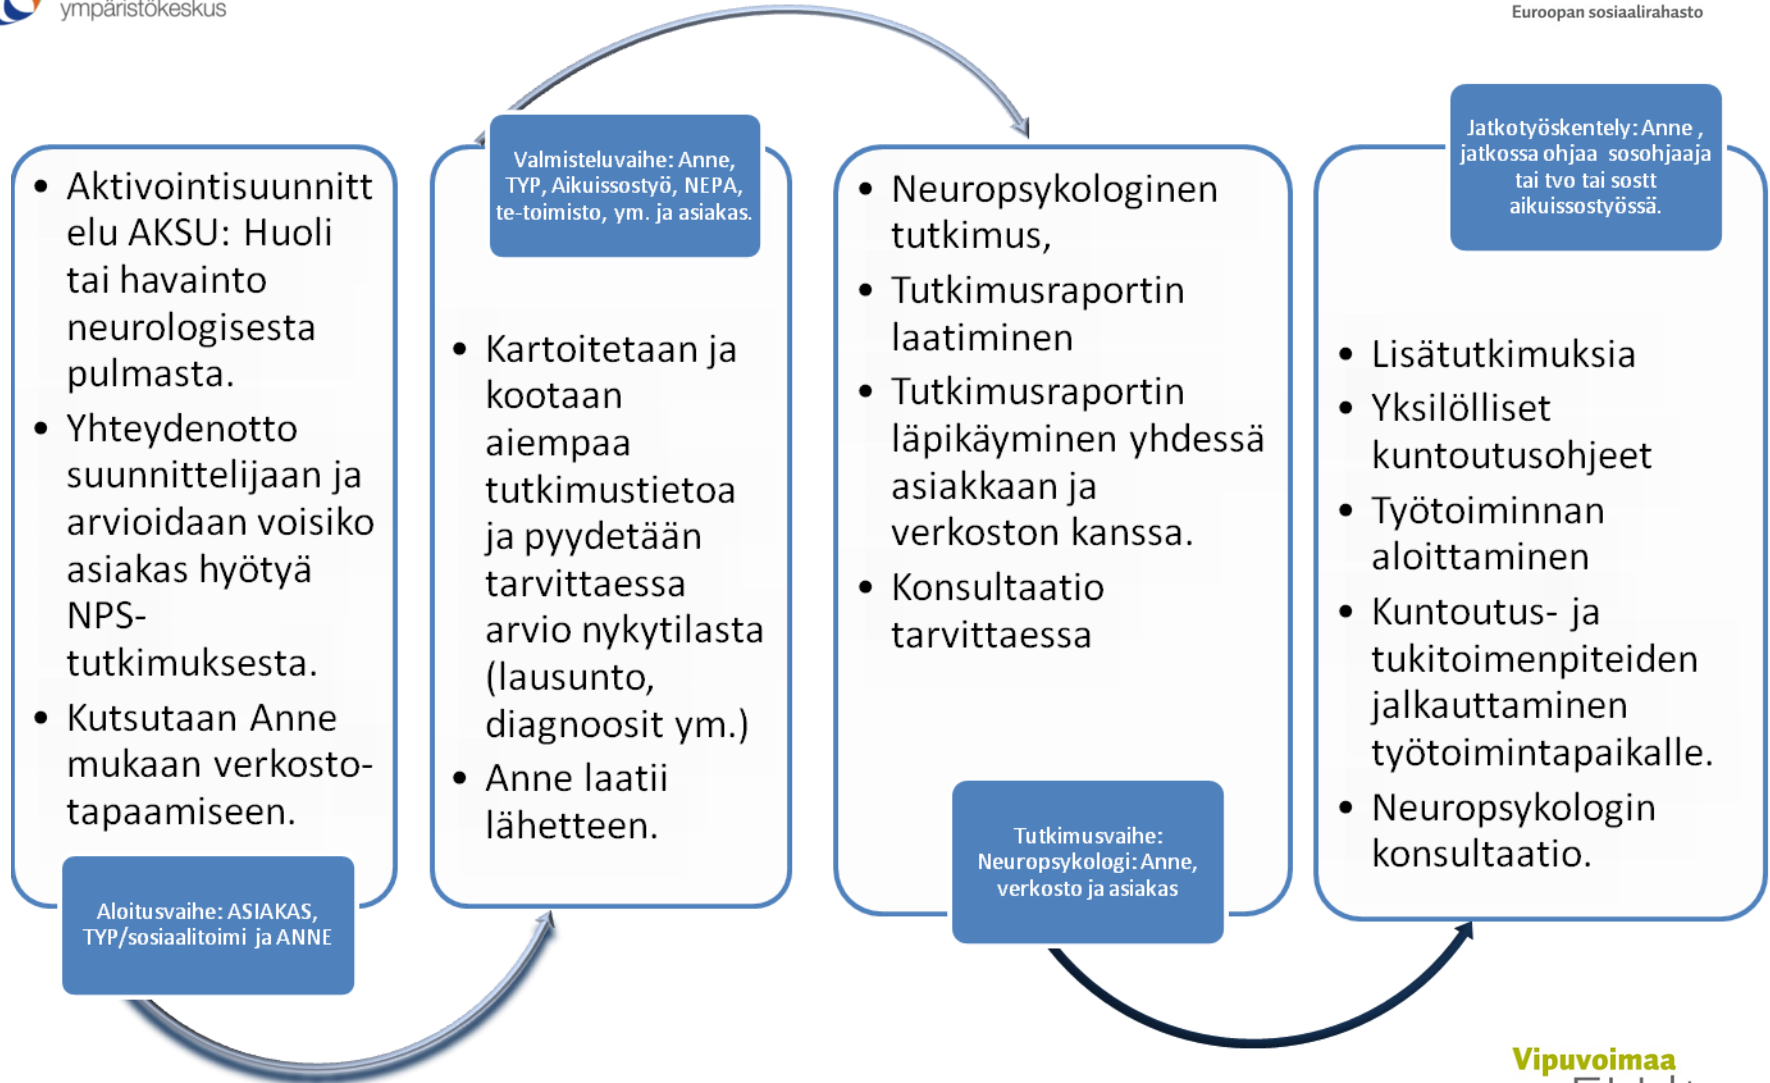 ympäristökeskus
Euroopan sosiaalirahasto
• Aktivointisuunnitt
elu AKSU: Huoli
tai havainto
neurologisesta
pulmasta.
• Yhteydenotto
suunnittelijaan ja
arvioidaan voisiko
asiakas hyötyä
NPS-
tutkimuksesta.
• Kutsutaan Anne
mukaan verkosto-
tapaamiseen.
Aloitusvaihe: ASIAKAS,
TYP/sosiaalitoimi ja ANNE
Valmisteluvaihe: Anne,
TYP, Aikuissostyö, NEPA,
te-toimisto, ym. ja asiakas.
• Kartoitetaan ja
kootaan
aiempaa
tutkimustietoa
ja pyydetään
tarvittaessa
arvio nykytilasta
(lausunto,
diagnoosit ym.)
• Anne laatii
lähetteen.
• Neuropsykologinen
tutkimus,
• Tutkimusraportin
laatiminen
• Tutkimusraportin
läpikäyminen yhdessä
asiakkaan ja
verkoston kanssa.
• Konsultaatio
tarvittaessa
Tutkimusvaihe:
Neuropsykologi: Anne,
verkosto ja asiakas
Jatkotyöskentely: Anne ,
jatkossa ohjaa sosohjaaja
tai tvo tai sostt
aikuissostyössä.
• Lisätutkimuksia
• Yksilölliset
kuntoutusohjeet
• Työtoiminnan
aloittaminen
• Kuntoutus- ja
tukitoimenpiteiden
jalkauttaminen
työtoimintapaikalle.
• Neuropsykologin
konsultaatio.
Vipuvoimaa